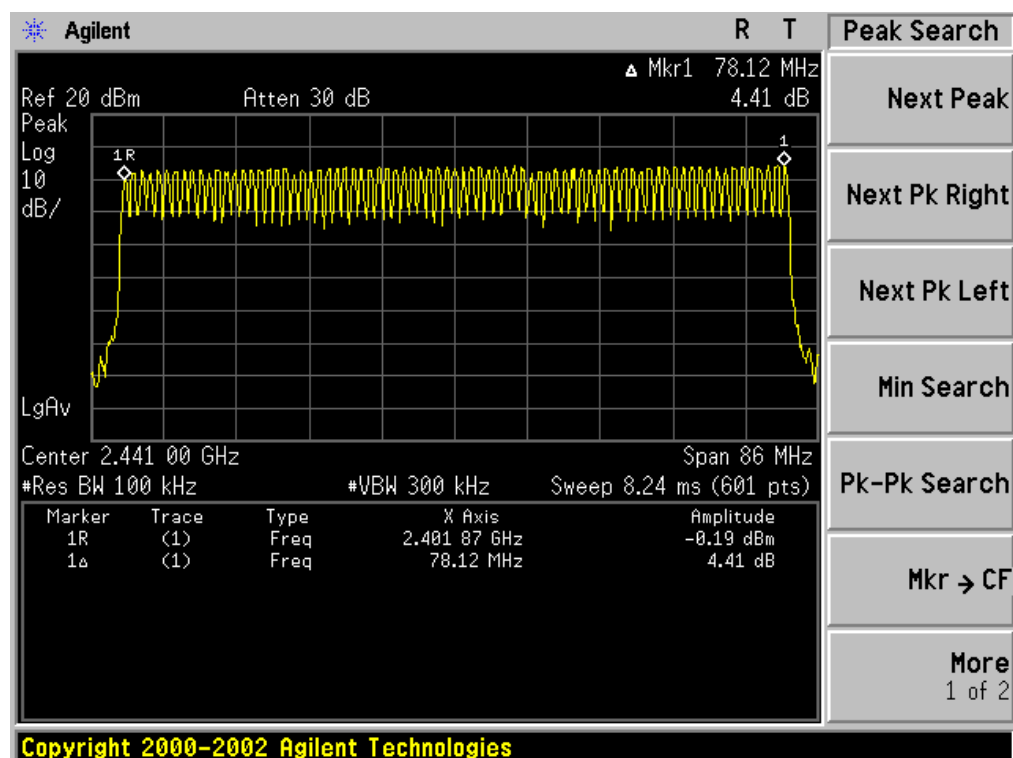 Agilent R T
Peak Search
Δ Mkr1 78.12 MHz
Ref 20 dBm Atten 30 dB 4.41 dB
Peak
Log
10
dB/
1R
1
LgAv
Center 2.441 00 GHz Span 86 MHz
#Res BW 100 kHz #VBW 300 kHz Sweep 8.24 ms (601 pts)
Marker Trace Type X Axis Amplitude
1R (1) Freq 2.401 87 GHz -0.19 dBm
1Δ (1) Freq 78.12 MHz 4.41 dB
Next Peak
Next Pk Right
Next Pk Left
Min Search
Pk-Pk Search
Mkr → CF
More
1 of 2
Copyright 2000-2002 Agilent Technologies